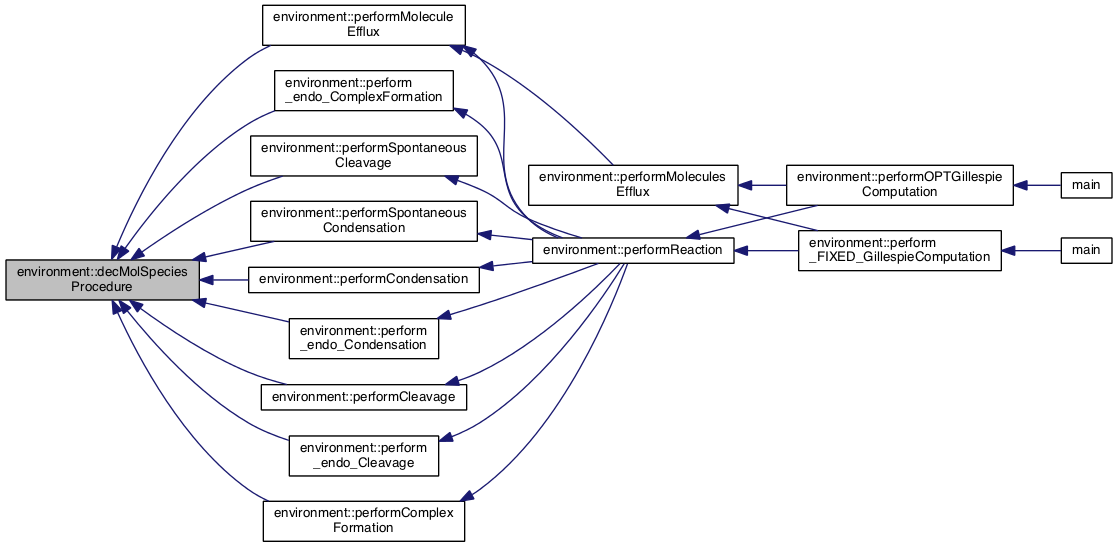 environment::performMolecule
Efflux
environment::perform
_endo_ComplexFormation
environment::performSpontaneous
Cleavage
environment::performSpontaneous
Condensation
environment::decMolSpecies
Procedure
environment::performCondensation
environment::perform
_endo_Condensation
environment::performCleavage
environment::perform
_endo_Cleavage
environment::performComplex
Formation
environment::performMolecules
Efflux
environment::performReaction
environment::performOPTGillespie
Computation
environment::perform
_FIXED_GillespieComputation
main
main